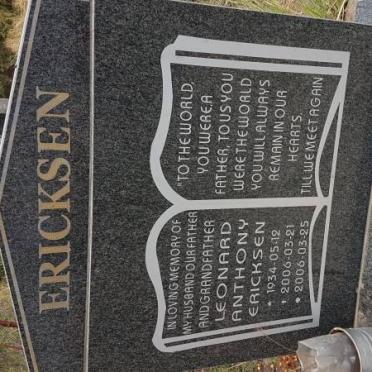 ERICKSEN
IN LOVING MEMORY OF
MY HUSBAND OUR FATHER
AND GRANDFATHER
LEONARD
ANTHONY
ERICKSEN
* 1934-05-12
† 2006-03-21
◆ 2006-03-25
"TO THE WORLD,
YOU WERE A
FATHER, TO US YOU
WERE THE WORLD
YOU WILL ALWAYS
REMAIN IN OUR
HEARTS.
TILL WE MEET AGAIN